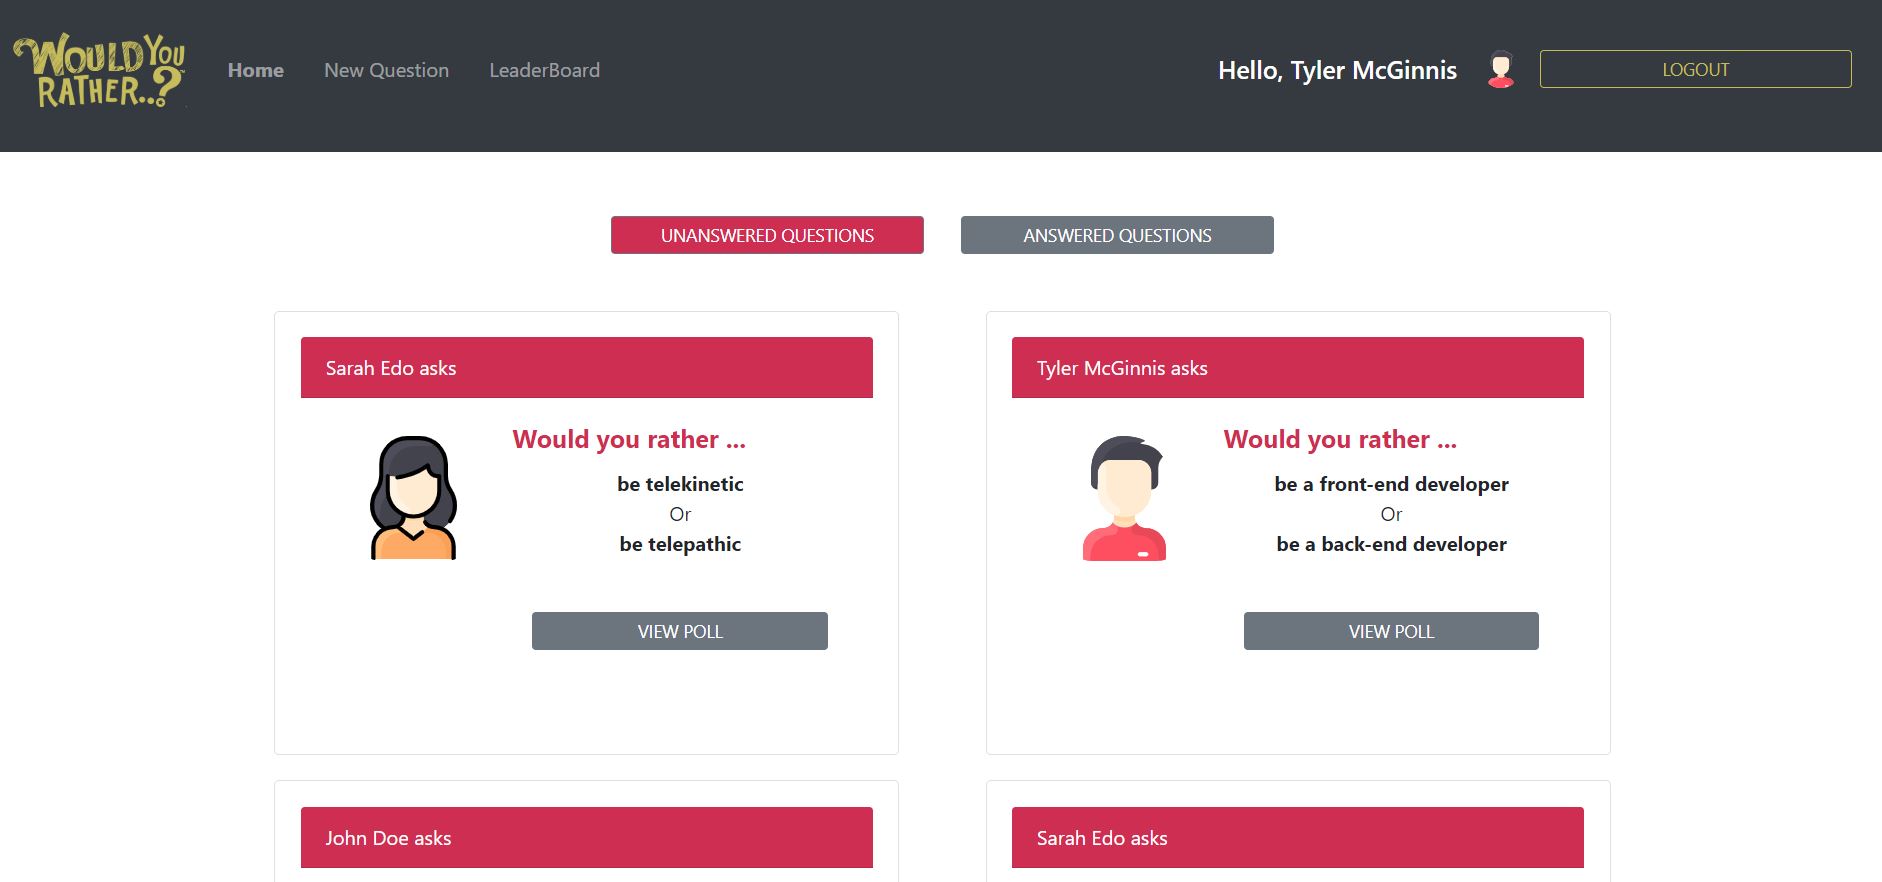 WOULD YOU
RATHER..?
Home
New Question
LeaderBoard
Hello, Tyler McGinnis
LOGOUT
UNANSWERED QUESTIONS
ANSWERED QUESTIONS
Sarah Edo asks
Would you rather ...
be telekinetic
Or
be telepathic
VIEW POLL
Tyler McGinnis asks
Would you rather ...
be a front-end developer
Or
be a back-end developer
VIEW POLL
John Doe asks
Sarah Edo asks